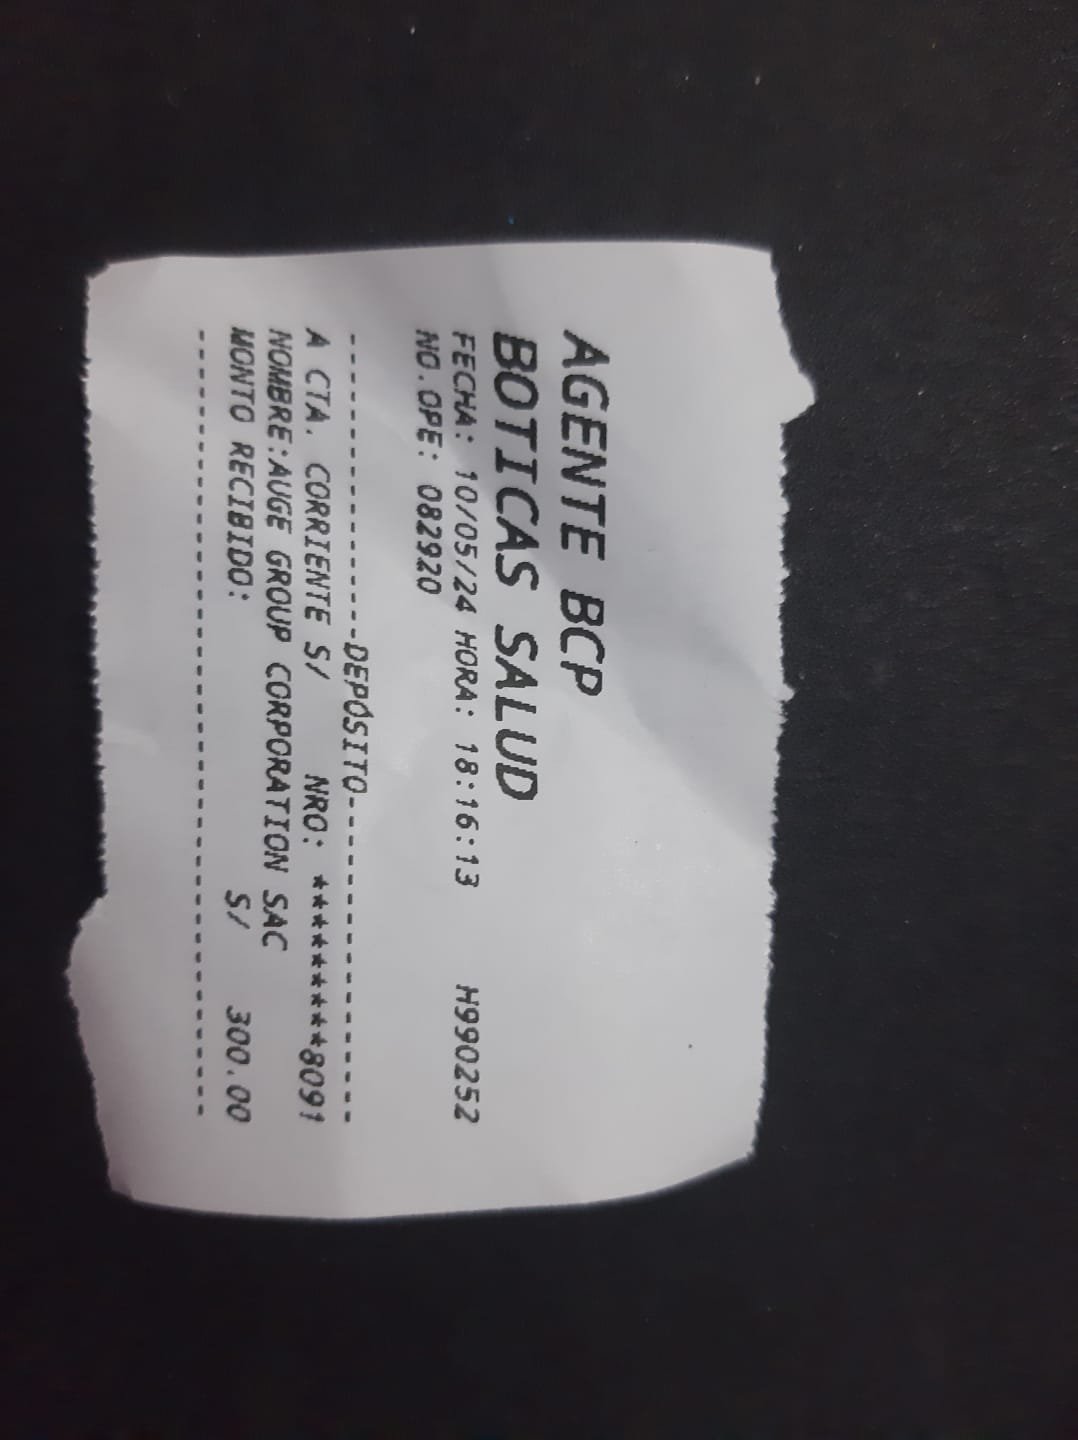 AGENTE BCP
BOTICAS SALUD
FECHA: 10/05/24 HORA: 18:16:13 H990252
NO.OPE: 082920
--------------------DEPÓSITO--------------------
A CTA. CORRIENTE S/ NRO: *********8091
NOMBRE:AUGE GROUP CORPORATION SAC
MONTO RECIBIDO: S/ 300.00
------------------------------------------------